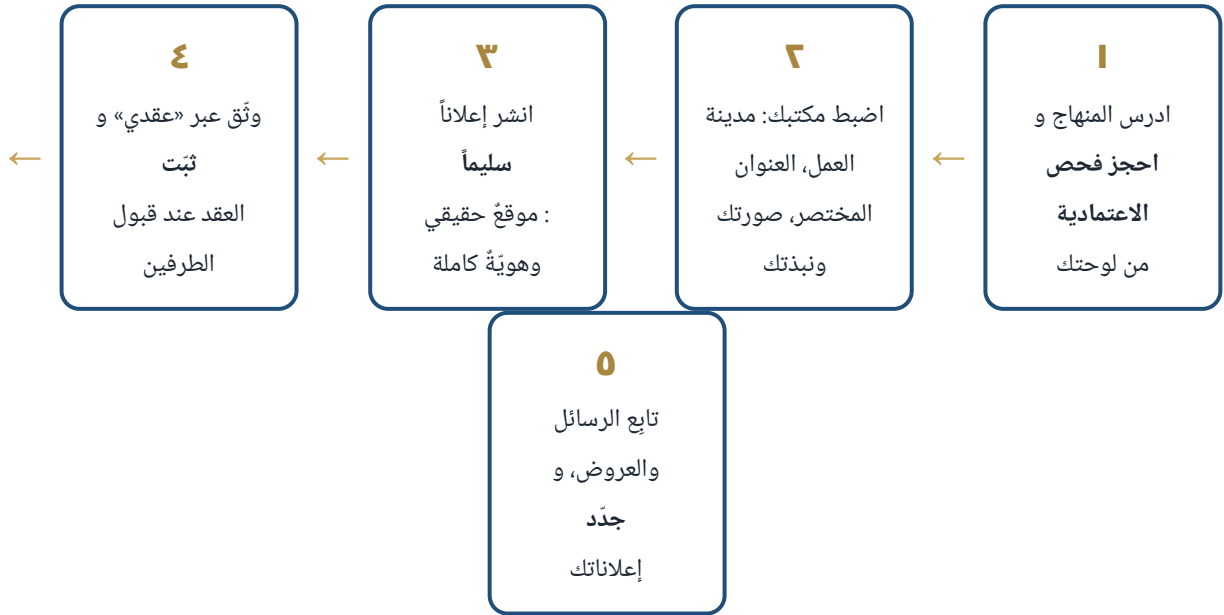 ١
ادرس المنهاج و
احجز فحص
الاعتمادية
من لوحتك
←
٢
اضبط مكتبك: مدينة
العمل، العنوان
المختصر، صورتك
ونبذتك
←
٣
انشر إعلاناً
سليماً
: موقعٌ حقيقي
وهويّةٌ كاملة
←
٤
وثّق عبر «عقدي» و
ثبّت
العقد عند قبول
الطرفين
←
٥
تابِع الرسائل
والعروض، و
جدّد
إعلاناتك